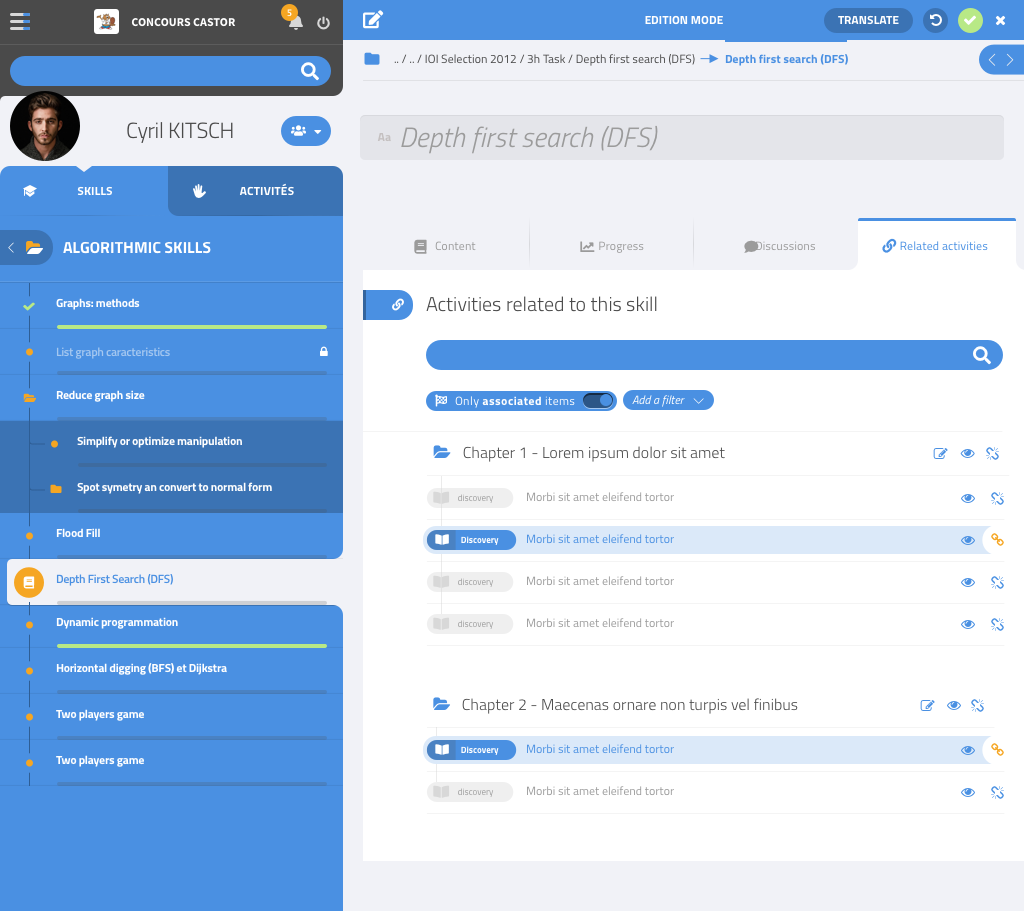 CONCOURS CASTOR
5
EDITION MODE
TRANSLATE
.. / .. / IOI Selection 2012 / 3h Task / Depth first search (DFS)
Depth first search (DFS)
Cyril KITSCH
Aa Depth first search (DFS)
SKILLS
ACTIVITÉS
ALGORITHMIC SKILLS
Graphs: methods
List graph caracteristics
Reduce graph size
Simplify or optimize manipulation
Spot symetry an convert to normal form
Flood Fill
Depth First Search (DFS)
Dynamic programmation
Horizontal digging (BFS) et Dijkstra
Two players game
Two players game
Content
Progress
Discussions
Related activities
Activities related to this skill
Only associated items
Add a filter
Chapter 1 - Lorem ipsum dolor sit amet
discovery Morbi sit amet eleifend tortor
Discovery Morbi sit amet eleifend tortor
discovery Morbi sit amet eleifend tortor
discovery Morbi sit amet eleifend tortor
Chapter 2 - Maecenas ornare non turpis vel finibus
Discovery Morbi sit amet eleifend tortor
discovery Morbi sit amet eleifend tortor